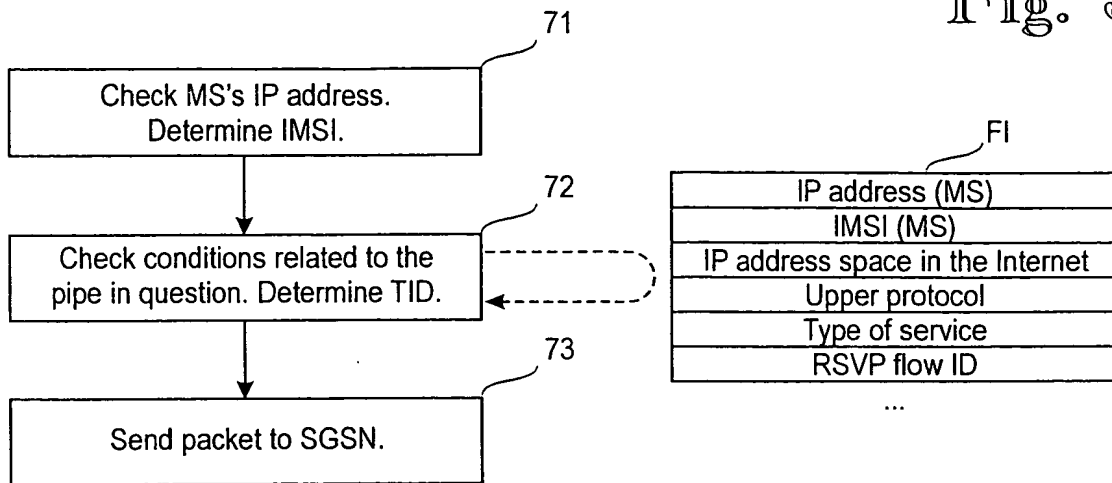 Fig.
71
Check MS's IP address.
Determine IMSI.
72
Check conditions related to the
pipe in question. Determine TID.
73
Send packet to SGSN.
FI
IP address (MS)
IMSI (MS)
IP address space in the Internet
Upper protocol
Type of service
RSVP flow ID
...